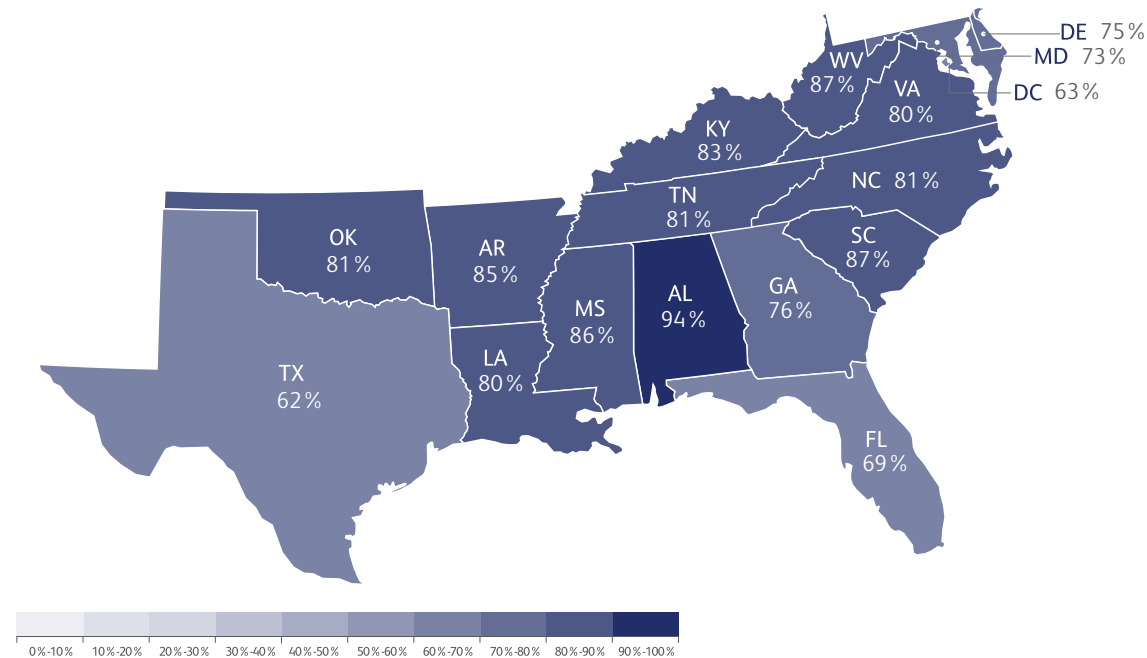 DE 75%
MD 73%
DC 63%
WV
87%
VA
80%
KY
83%
NC 81%
TN
81%
SC
87%
OK
81%
AR
85%
GA
76%
AL
94%
MS
86%
LA
80%
TX
62%
FL
69%
0%-10% 10%-20% 20%-30% 30%-40% 40%-50% 50%-60% 60%-70% 70%-80% 80%-90% 90%-100%